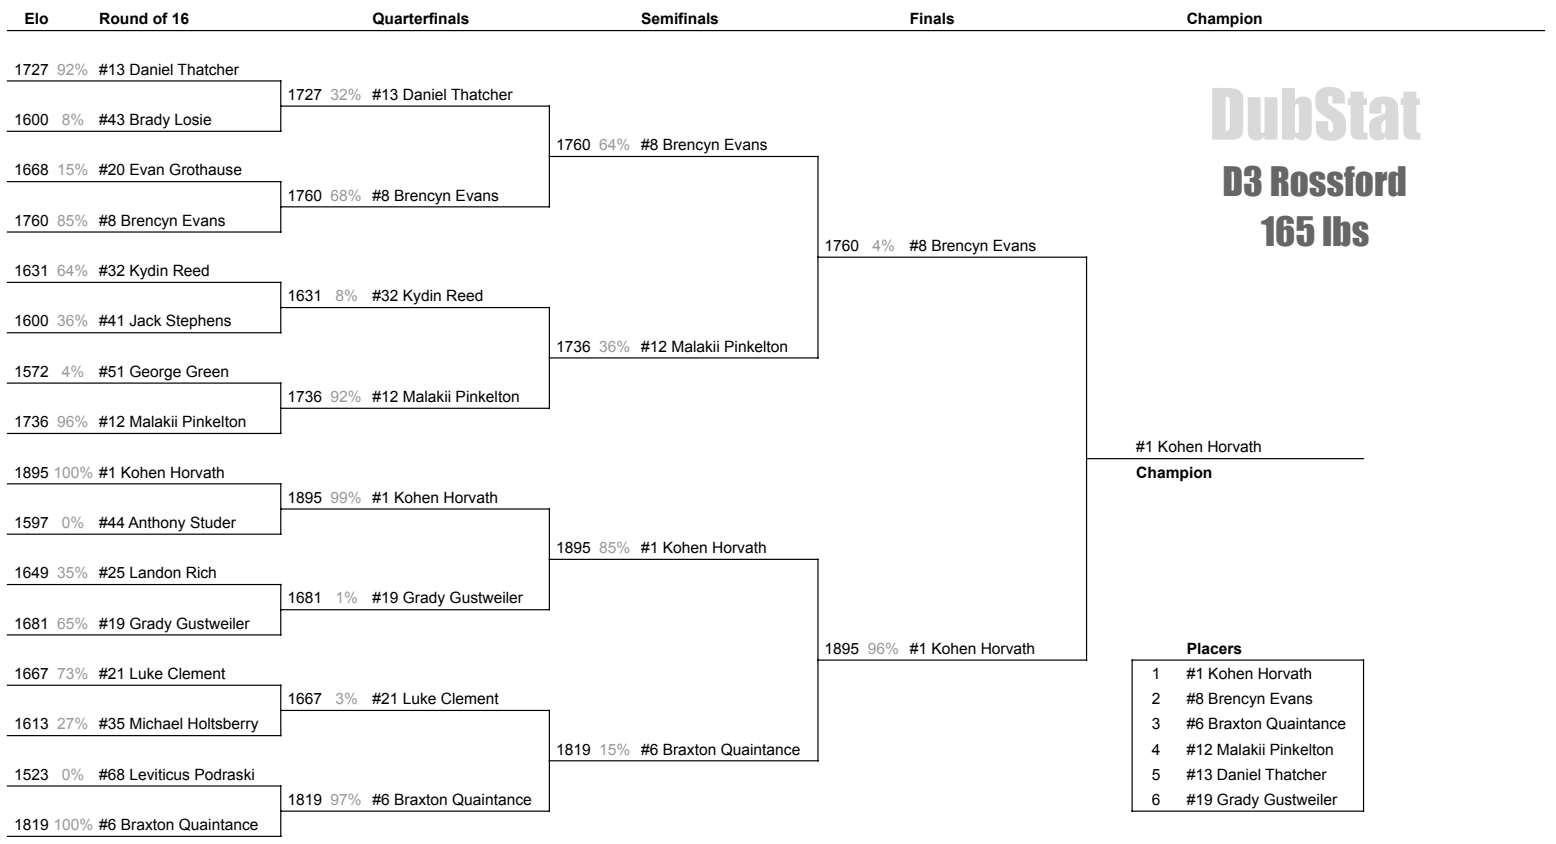 Elo Round of 16 Quarterfinals Semifinals Finals Champion
1727 92% #13 Daniel Thatcher
1727 32% #13 Daniel Thatcher
1600 8% #43 Brady Losie
1760 64% #8 Brencyn Evans
1668 15% #20 Evan Grothause
1760 68% #8 Brencyn Evans
1760 85% #8 Brencyn Evans
1760 4% #8 Brencyn Evans
1631 64% #32 Kydin Reed
1631 8% #32 Kydin Reed
1600 36% #41 Jack Stephens
1736 36% #12 Malakii Pinkelton
1572 4% #51 George Green
1736 92% #12 Malakii Pinkelton
1736 96% #12 Malakii Pinkelton
#1 Kohen Horvath
Champion
1895 100% #1 Kohen Horvath
1895 99% #1 Kohen Horvath
1597 0% #44 Anthony Studer
1895 85% #1 Kohen Horvath
1649 35% #25 Landon Rich
1681 1% #19 Grady Gustweiler
1681 65% #19 Grady Gustweiler
1895 96% #1 Kohen Horvath
1667 73% #21 Luke Clement
1667 3% #21 Luke Clement
1613 27% #35 Michael Holtsberry
1819 15% #6 Braxton Quaintance
1523 0% #68 Leviticus Podraski
1819 97% #6 Braxton Quaintance
1819 100% #6 Braxton Quaintance
DubStat
D3 Rossford
165 lbs
Placers
1 #1 Kohen Horvath
2 #8 Brencyn Evans
3 #6 Braxton Quaintance
4 #12 Malakii Pinkelton
5 #13 Daniel Thatcher
6 #19 Grady Gustweiler